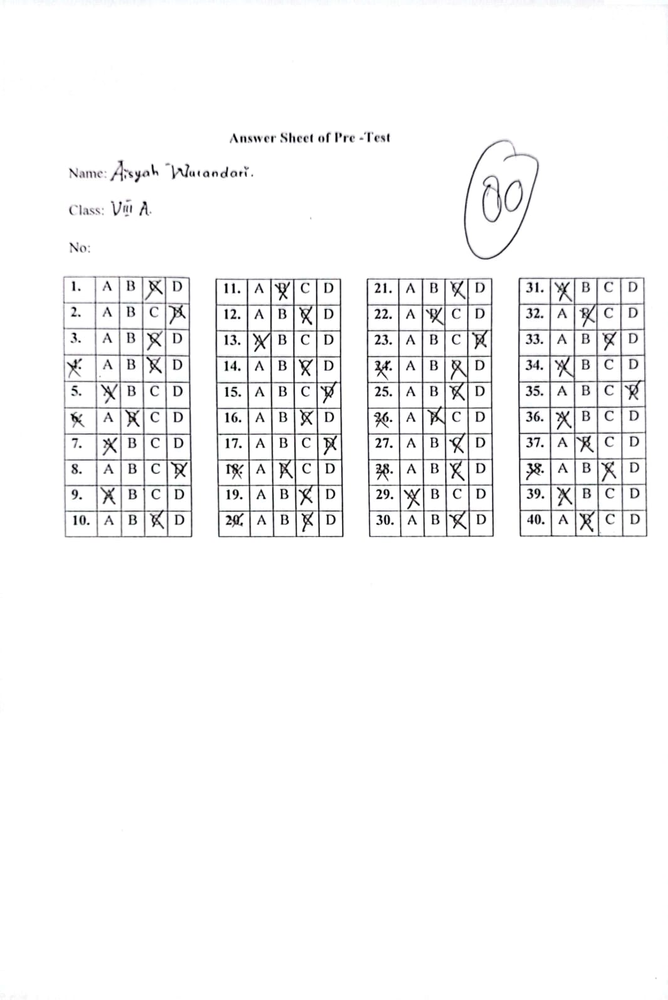 Answer Sheet of Pre -Test
Name: Aisyah Wulandari.
Class: VIII A.
80
No:
1. A B C D 11. A B C D 21. A B C D 31. A B C D
2. A B C D 12. A B C D 22. A B C D 32. A B C D
3. A B C D 13. A B C D 23. A B C D 33. A B C D
4. A B C D 14. A B C D 24. A B C D 34. A B C D
5. A B C D 15. A B C D 25. A B C D 35. A B C D
6. A B C D 16. A B C D 26. A B C D 36. A B C D
7. A B C D 17. A B C D 27. A B C D 37. A B C D
8. A B C D 18. A B C D 28. A B C D 38. A B C D
9. A B C D 19. A B C D 29. A B C D 39. A B C D
10. A B C D 20. A B C D 30. A B C D 40. A B C D